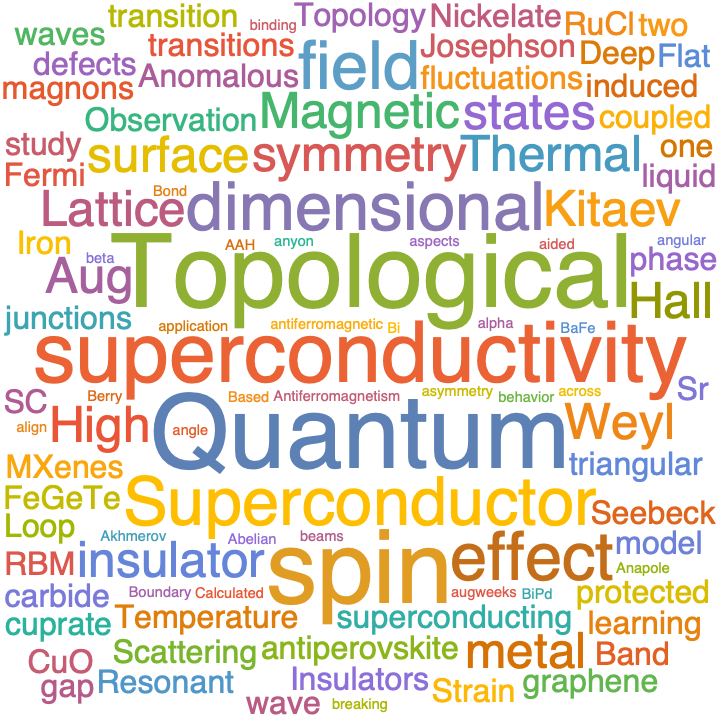 transition binding Topology Nickelate RuCl two
waves transitions field Josephson Deep Flat
defects Anomalous fluctuations induced
magnons Observation Magnetic states coupled
study surface symmetry Thermal one
Fermi Bond liquid
Lattice dimensional Kitaev
Iron AAH anyon aspects aided angular
beta Aug Topological phase
Hall
junctions application antiferromagnetic Bi alpha BaFe
superconductivity
SC Berry Based Antiferromagnetism asymmetry behavior across Sr
align High angle Quantum Weyl
MXenes triangular
FeGeTe Superconductor Seebeck
Loop
RBM Akhmerov Abelian beams model
insulator spin effect Anapole
carbide Boundary Calculated augweeks BiPd protected
cuprate Temperature superconducting learning
CuO Scattering antiperovskite metal Band
gap Resonant Insulators Strain graphene
wave breaking